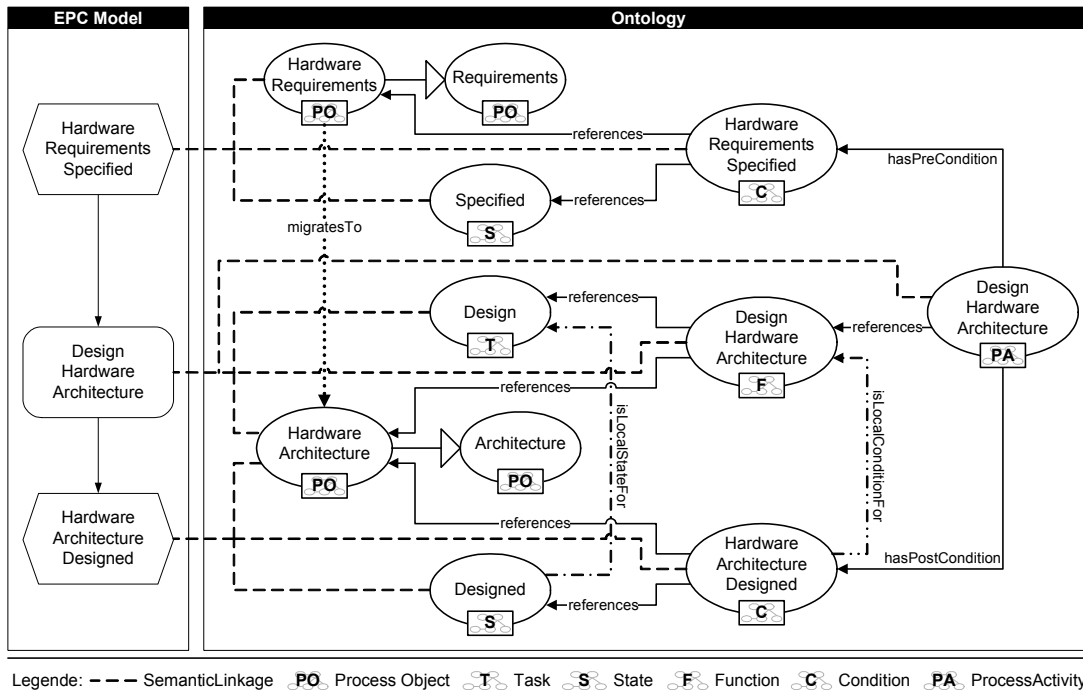 EPC Model
Ontology
Hardware
Requirements
PO
Requirements
PO
Hardware
Requirements
Specified
references
Hardware
Requirements
Specified
C
hasPreCondition
references
Specified
S
migratesTo
Design
T
references
Design
Hardware
Architecture
F
references
Design
Hardware
Architecture
PA
Design
Hardware
Architecture
references
isLocalStateFor
isLocalConditionFor
Hardware
Architecture
PO
Architecture
PO
Hardware
Architecture
Designed
references
Hardware
Architecture
Designed
C
hasPostCondition
Designed
S
references
Legende: SemanticLinkage PO Process Object T Task S State F Function C Condition PA ProcessActivity